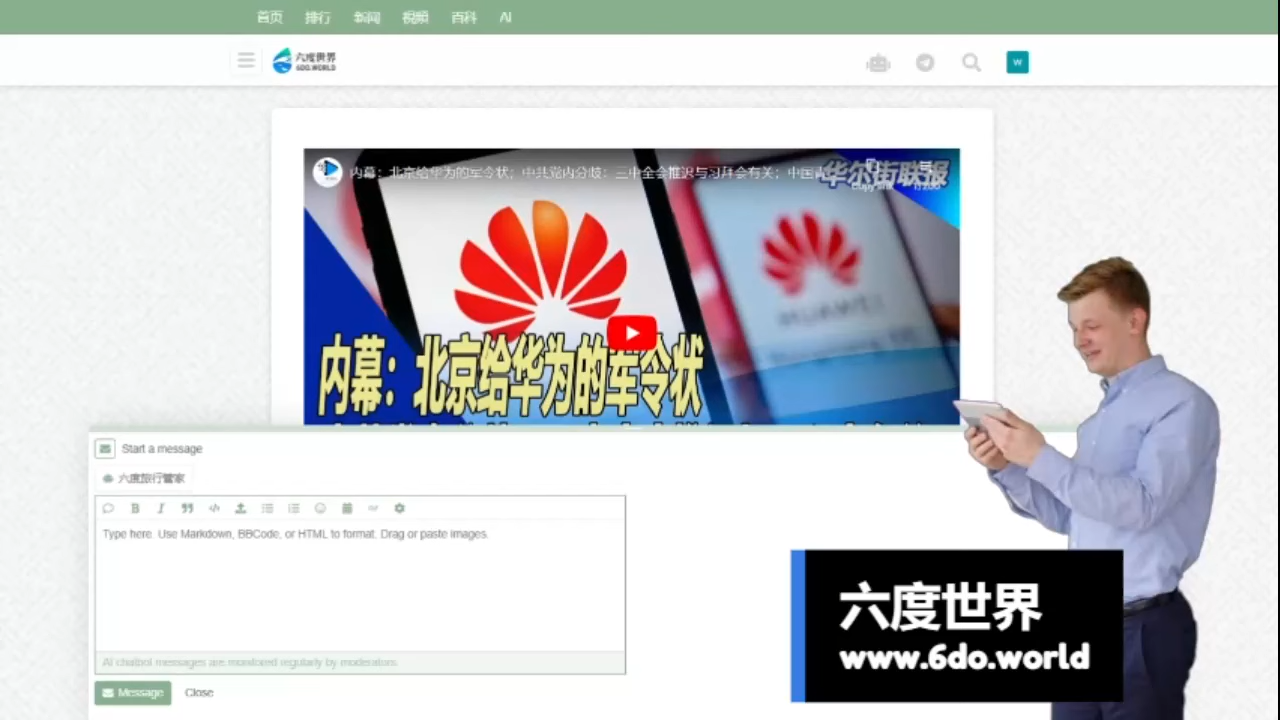 首页 排行 新闻 视频 百科 AI
六度世界
6DO.WORLD
W
内幕：北京给华为的军令状；中共党内分歧：三中全会推迟与习拜会有关；中国青
华尔街联报
HUAWEI
内幕：北京给华为的军令状
Start a message
六度旅行管家
Type here. Use Markdown, BBCode, or HTML to format. Drag or paste images.
AI chatbot messages are monitored regularly by moderators.
Message Close
六度世界
www.6do.world